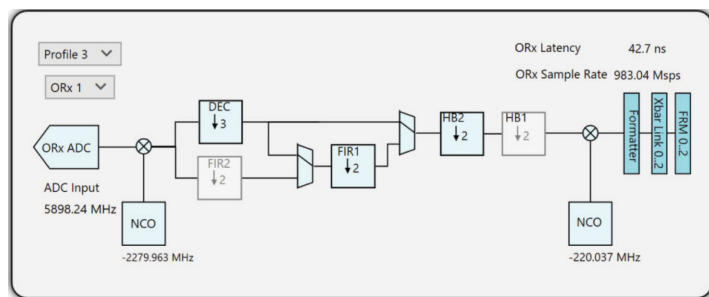 Profile 3
ORx 1
ORx Latency 42.7 ns
ORx Sample Rate 983.04 Msps
DEC
↓3
FIR2
↓2
FIR1
↓2
HB2
↓2
HB1
↓2
ORx ADC
ADC Input
5898.24 MHz
NCO
-2279.963 MHz
NCO
-220.037 MHz
Formatter
Xbar Link 0..2
FRM 0..2